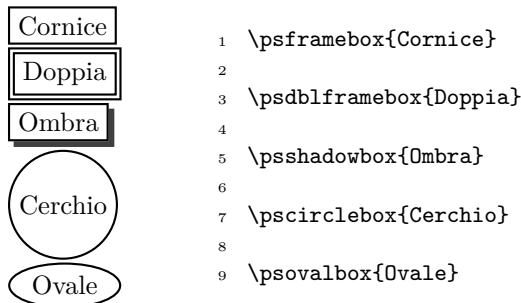 Cornice
Doppia
Ombra
Cerchio
Ovale
1 \psframebox{Cornice}
2
3 \psdblframebox{Doppia}
4
5 \psshadowbox{Ombra}
6
7 \pscirclebox{Cerchio}
8
9 \psovalbox{Ovale}